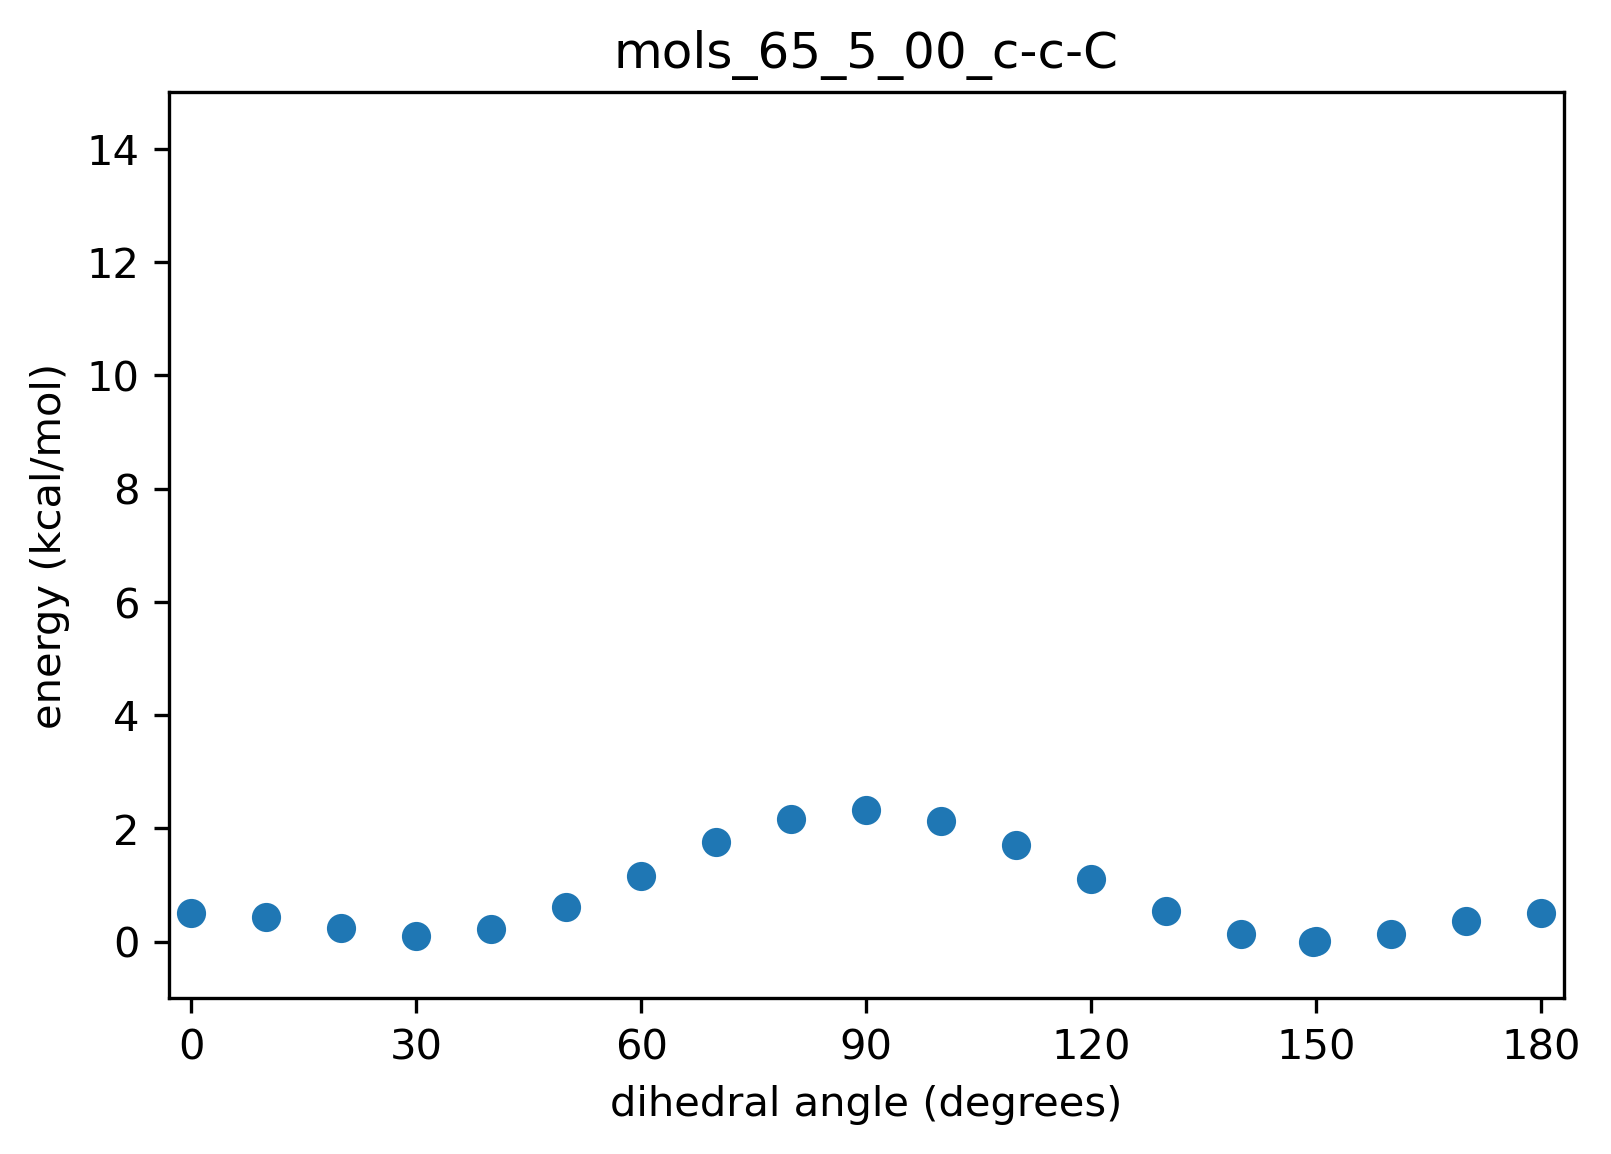 mols_65_5_00_c-c-C
14
12
10
8
6
4
2
0
energy (kcal/mol)
0 30 60 90 120 150 180
dihedral angle (degrees)